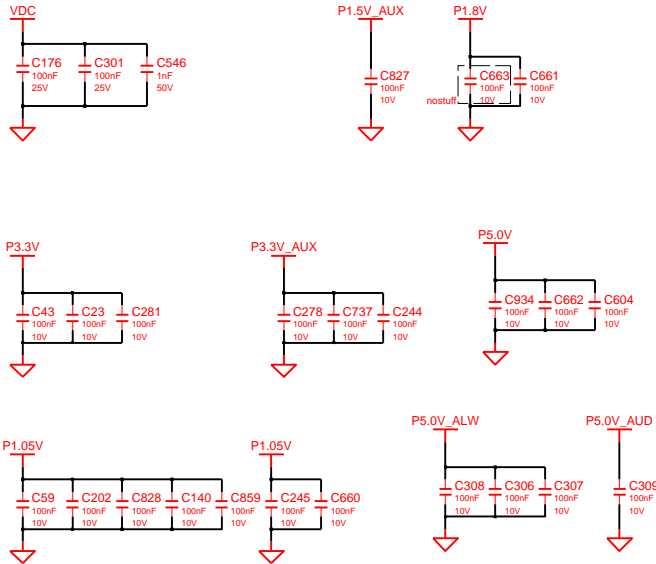 VDC
C176
100nF
25V
C301
100nF
25V
C546
1nF
50V
P1.5V_AUX
C827
100nF
10V
P1.8V
C663
100nF
10V
nostuff
C661
100nF
10V
P3.3V
C43
100nF
10V
C23
100nF
10V
C281
100nF
10V
P3.3V_AUX
C278
100nF
10V
C737
100nF
10V
C244
100nF
10V
P5.0V
C934
100nF
10V
C662
100nF
10V
C604
100nF
10V
P1.05V
C59
100nF
10V
C202
100nF
10V
C828
100nF
10V
C140
100nF
10V
C859
100nF
10V
P1.05V
C245
100nF
10V
C660
100nF
10V
P5.0V_ALW
C308
100nF
10V
C306
100nF
10V
C307
100nF
10V
P5.0V_AUD
C309
100nF
10V